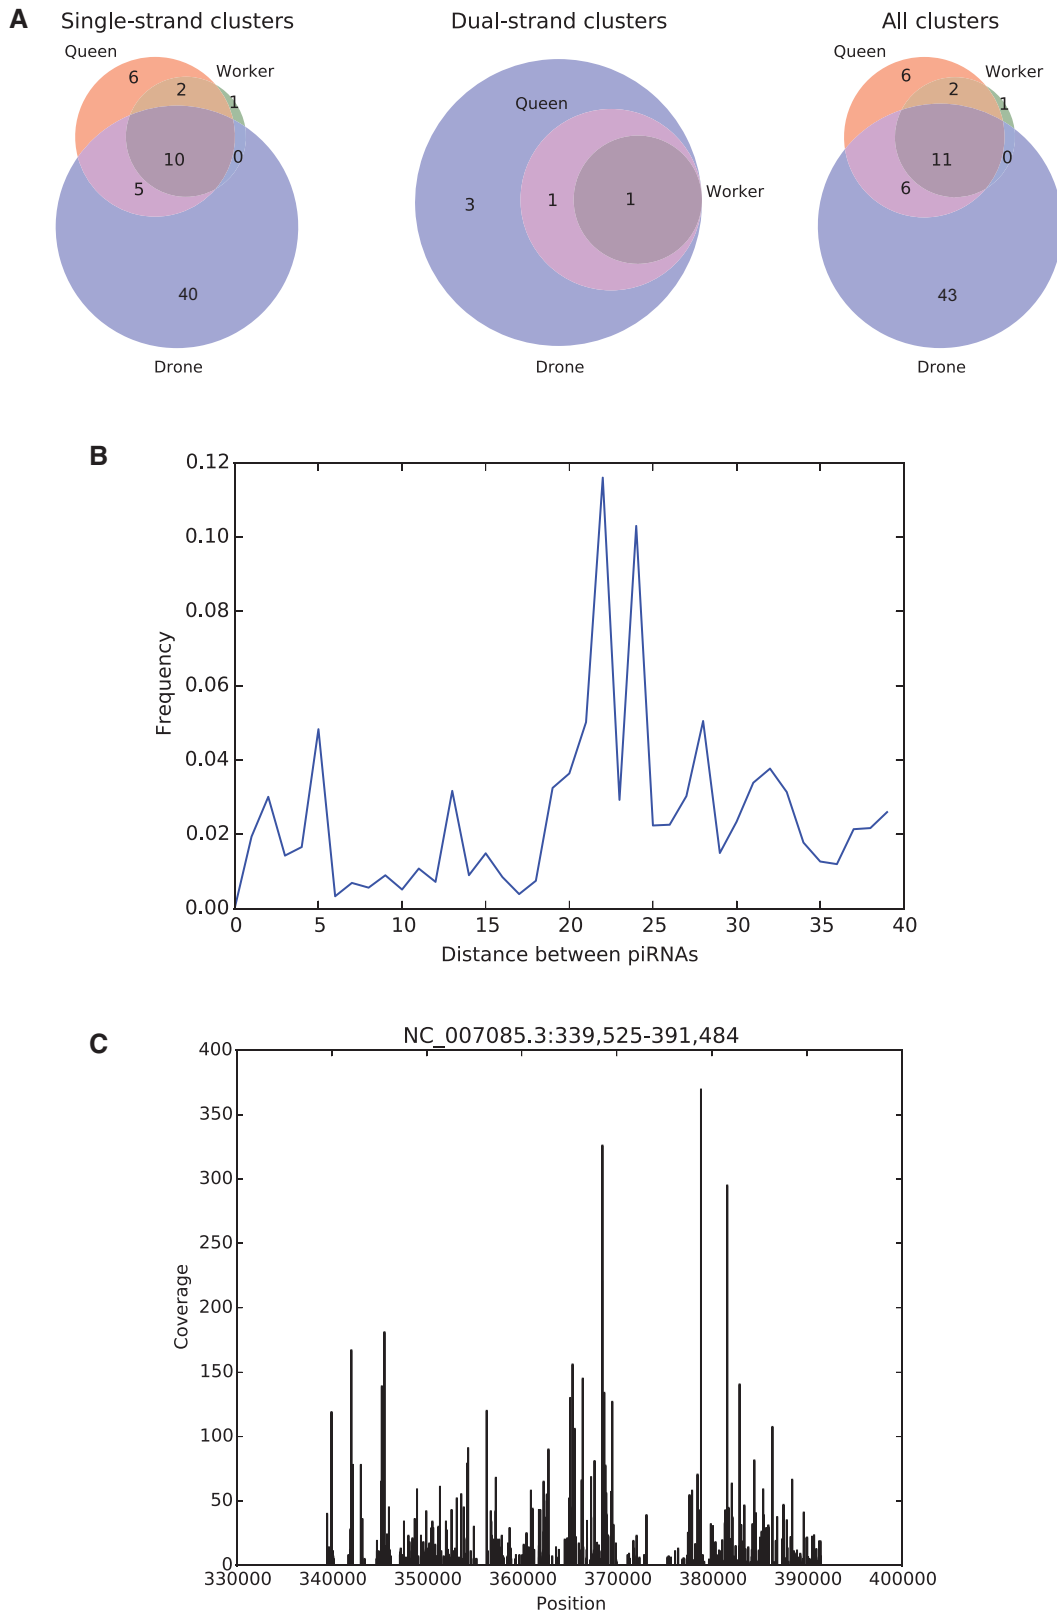 A
Single-strand clusters
Dual-strand clusters
All clusters
Queen
Worker
6
2
1
10
0
5
40
Drone
Queen
Worker
3
1
1
Drone
Queen
Worker
6
2
1
11
0
6
43
Drone
B
0.12
0.10
0.08
0.06
0.04
0.02
0.00
Frequency
0 5 10 15 20 25 30 35 40
Distance between piRNAs
C
NC_007085.3:339,525-391,484
400
350
300
250
200
150
100
50
0
Coverage
330000 340000 350000 360000 370000 380000 390000 400000
Position